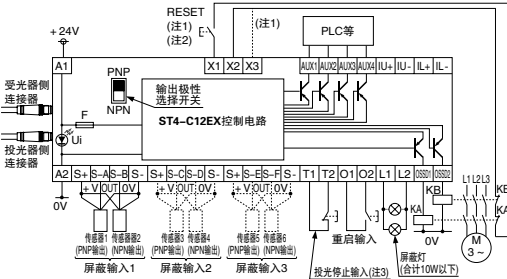 RESET
(注1)
(注1)
(注2)
PLC等
+24V
A1
X1 X2 X3
AUX1 AUX2 AUX3 AUX4 IU+ IU- IL+ IL-
受光器侧
连接器
PNP
NPN
输出极性
选择开关
F
Ui
ST4-C12EX控制电路
投光器侧
连接器
A2 S+ S-A S-B S- S+ S-C S-D S- S+ S-E S-F S- T1 T2 O1 O2 L1 L2 OSSD1 OSSD2
0V
+V OUT 0V
+V OUT 0V
+V OUT 0V
传感器1
(PNP输出)
传感器2
(NPN输出)
传感器3
(PNP输出)
传感器4
(NPN输出)
传感器5
(PNP输出)
传感器6
(NPN输出)
屏蔽输入1
屏蔽输入2
屏蔽输入3
重启输入
投光停止输入(注3)
屏蔽灯
(合计10W以下)
KA
KB
0V
L1 L2 L3
KB
KA
M
3～